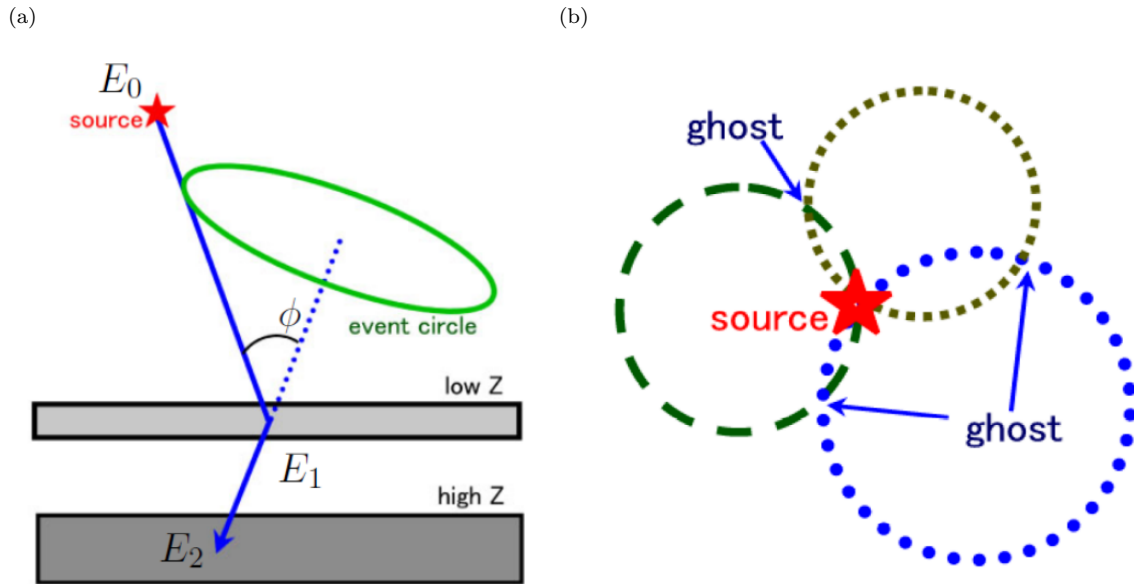 (a)
E₀
source
ϕ
event circle
low Z
E₁
high Z
E₂
(b)
ghost
source
ghost